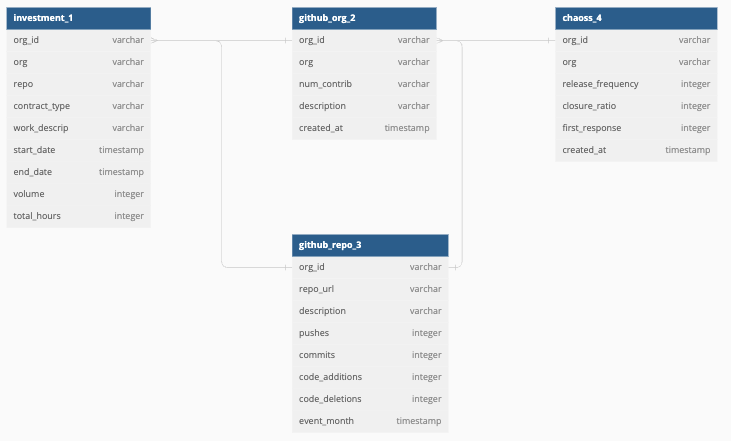 investment_1
org_id varchar
org varchar
repo varchar
contract_type varchar
work_descrip varchar
start_date timestamp
end_date timestamp
volume integer
total_hours integer
github_org_2
org_id varchar
org varchar
num_contrib varchar
description varchar
created_at timestamp
chaoss_4
org_id varchar
org varchar
release_frequency integer
closure_ratio integer
first_response integer
created_at timestamp
github_repo_3
org_id varchar
repo_url varchar
description varchar
pushes integer
commits integer
code_additions integer
code_deletions integer
event_month timestamp